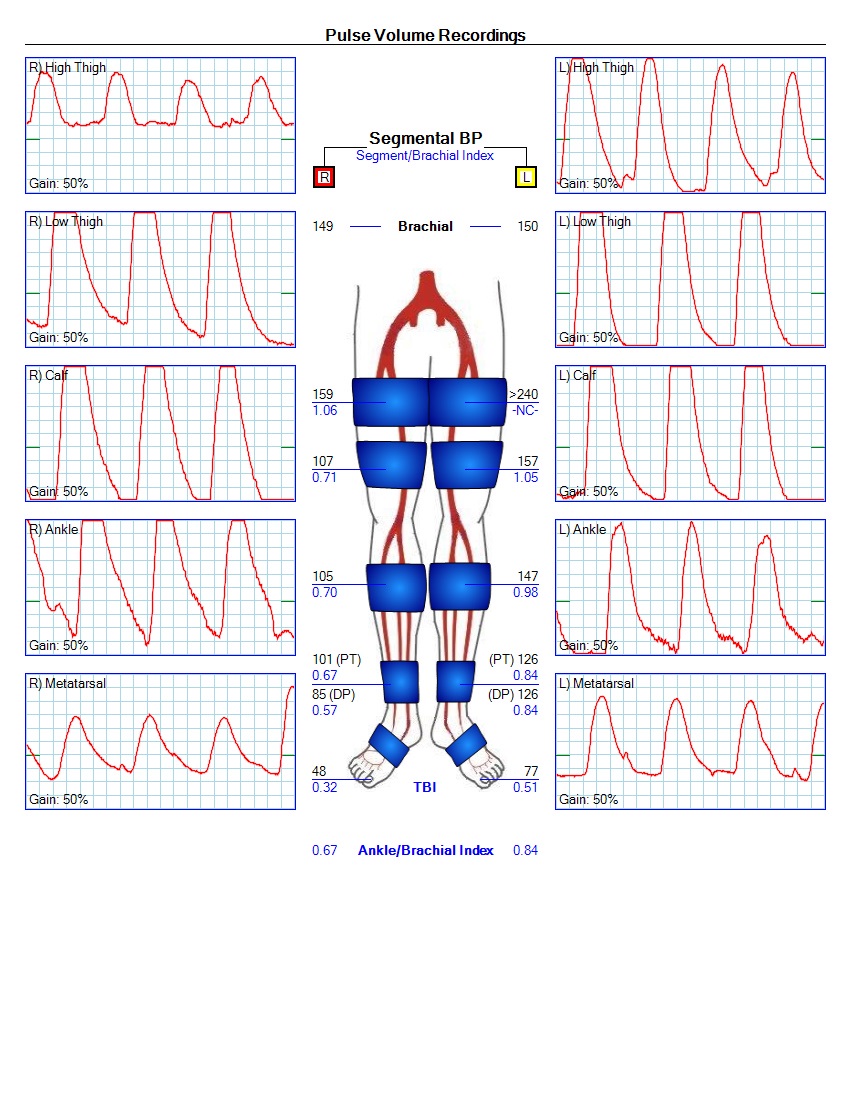 Pulse Volume Recordings
R) High Thigh
Gain: 50%
R) Low Thigh
Gain: 50%
R) Calf
Gain: 50%
R) Ankle
Gain: 50%
R) Metatarsal
Gain: 50%
Segmental BP
Segment/Brachial Index
R L
149 Brachial 150
159 >240
1.06 -NC-
107 157
0.71 1.05
105 147
0.70 0.98
101 (PT) (PT) 126
0.67 0.84
85 (DP) (DP) 126
0.57 0.84
48 77
0.32 TBI 0.51
0.67 Ankle/Brachial Index 0.84
L) High Thigh
Gain: 50%
L) Low Thigh
Gain: 50%
L) Calf
Gain: 50%
L) Ankle
Gain: 50%
L) Metatarsal
Gain: 50%